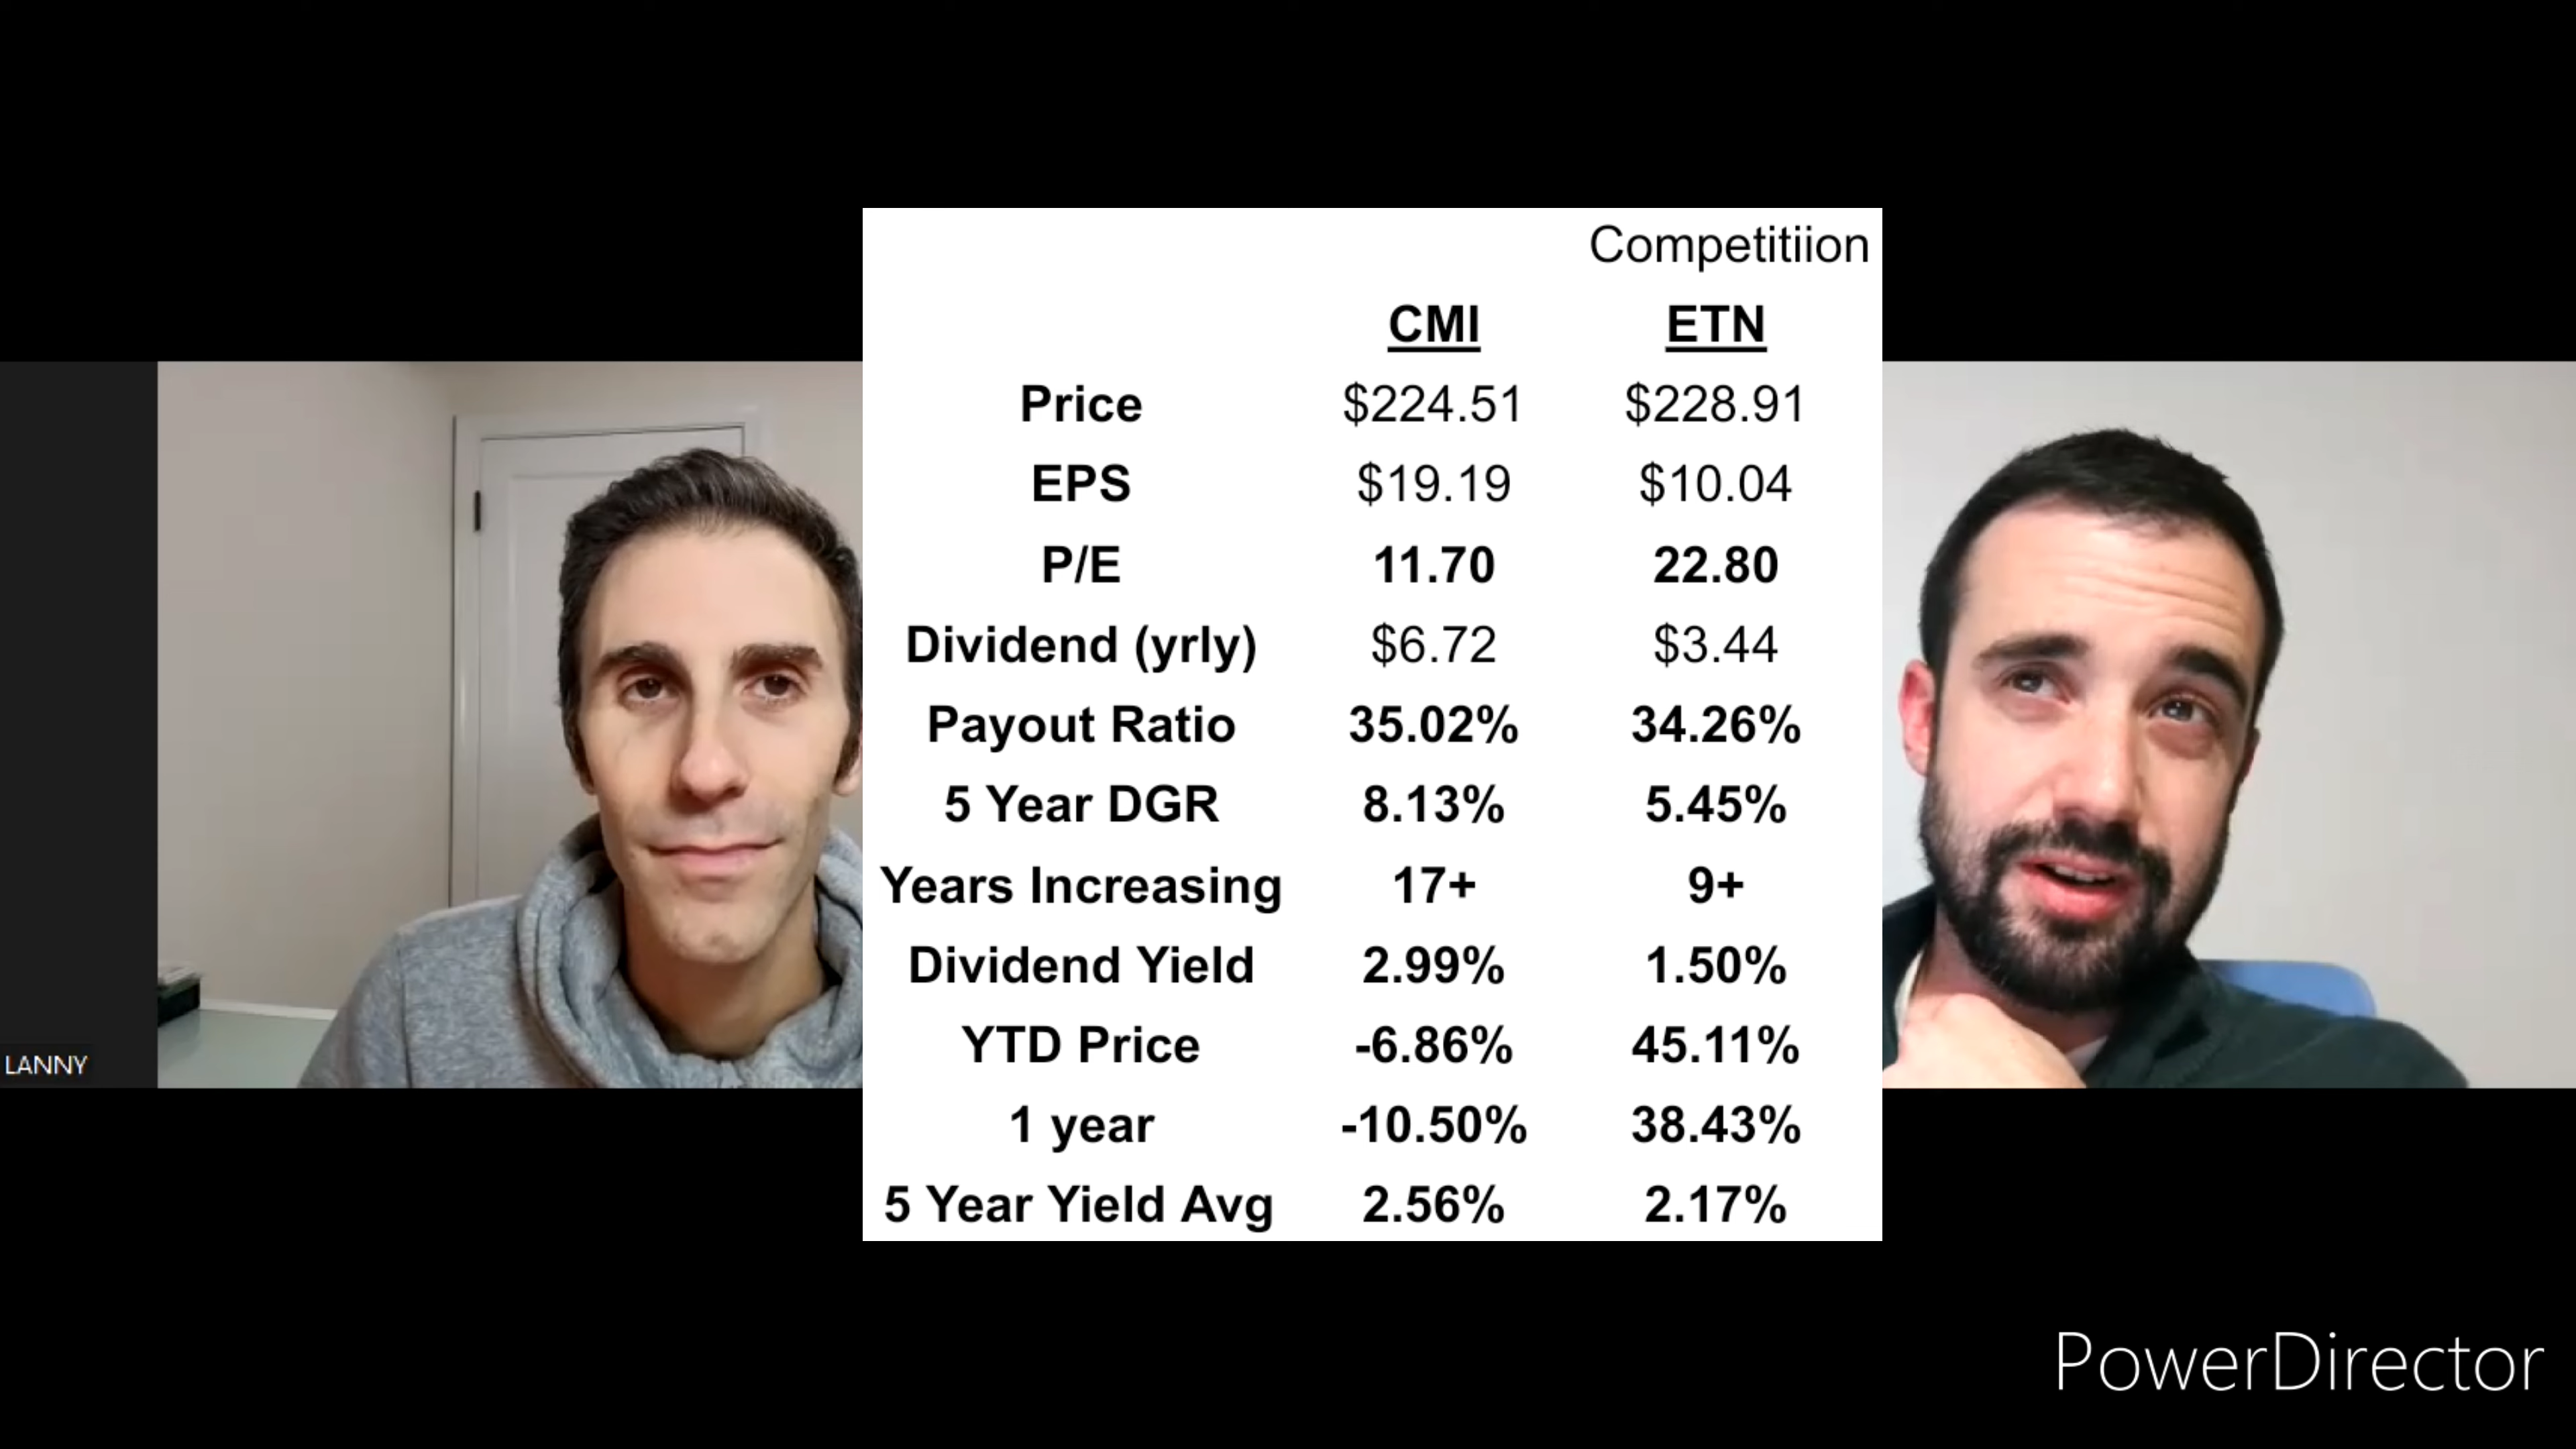 Competitiion
CMI ETN
Price $224.51 $228.91
EPS $19.19 $10.04
P/E 11.70 22.80
Dividend (yrly) $6.72 $3.44
Payout Ratio 35.02% 34.26%
5 Year DGR 8.13% 5.45%
Years Increasing 17+ 9+
Dividend Yield 2.99% 1.50%
YTD Price -6.86% 45.11%
1 year -10.50% 38.43%
5 Year Yield Avg 2.56% 2.17%
LANNY
PowerDirector